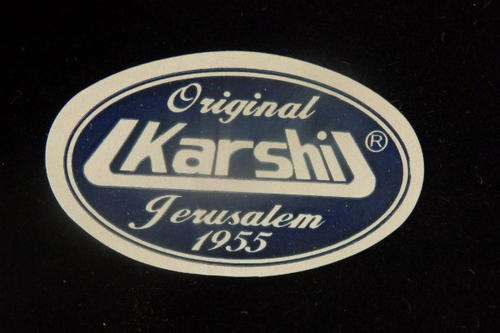 Original
Karshi ®
Jerusalem
1955